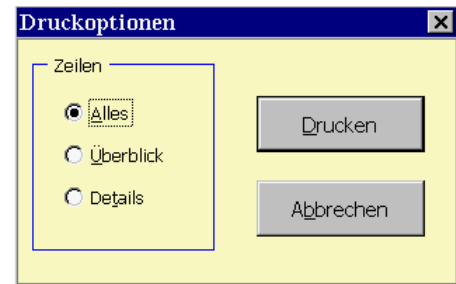 Druckoptionen
Zeilen
Alles
Überblick
Details
Drucken
Abbrechen